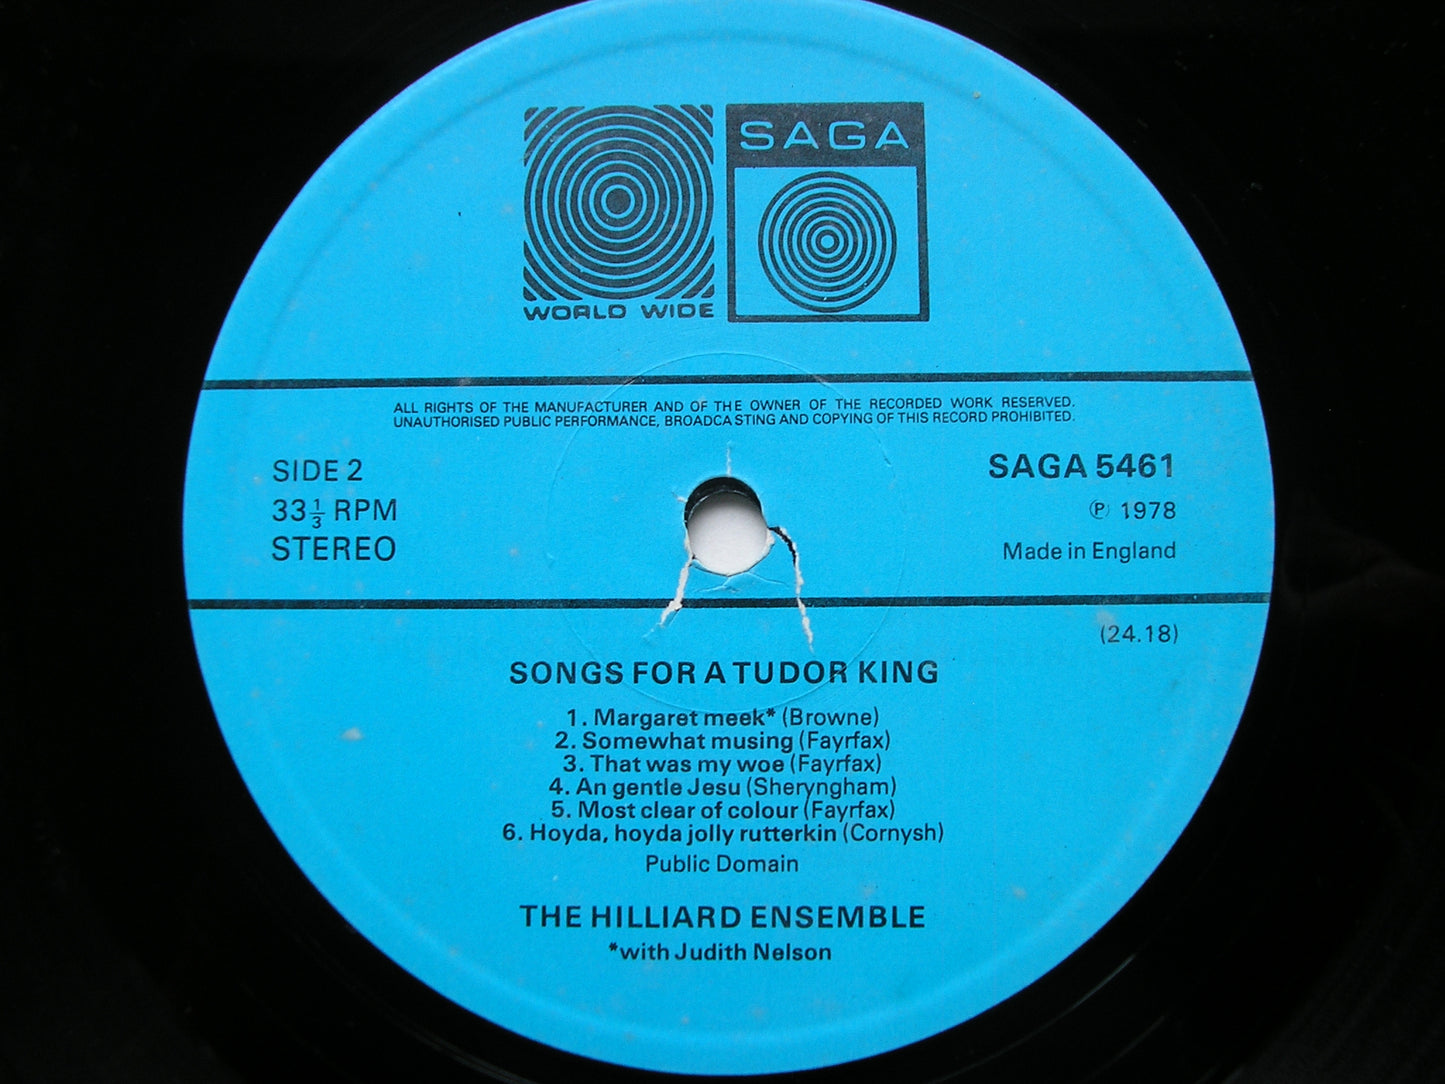 SAGA
WORLD WIDE
ALL RIGHTS OF THE MANUFACTURER AND OF THE OWNER OF THE RECORDED WORK RESERVED.
UNAUTHORISED PUBLIC PERFORMANCE, BROADCASTING AND COPYING OF THIS RECORD PROHIBITED.
SIDE 2
33⅓ RPM
STEREO
SAGA 5461
℗ 1978
Made in England
(24.18)
SONGS FOR A TUDOR KING
1. Margaret meek* (Browne)
2. Somewhat musing (Fayrfax)
3. That was my woe (Fayrfax)
4. An gentle Jesu (Sheryngham)
5. Most clear of colour (Fayrfax)
6. Hoyda, hoyda jolly rutterkin (Cornysh)
Public Domain
THE HILLIARD ENSEMBLE
*with Judith Nelson